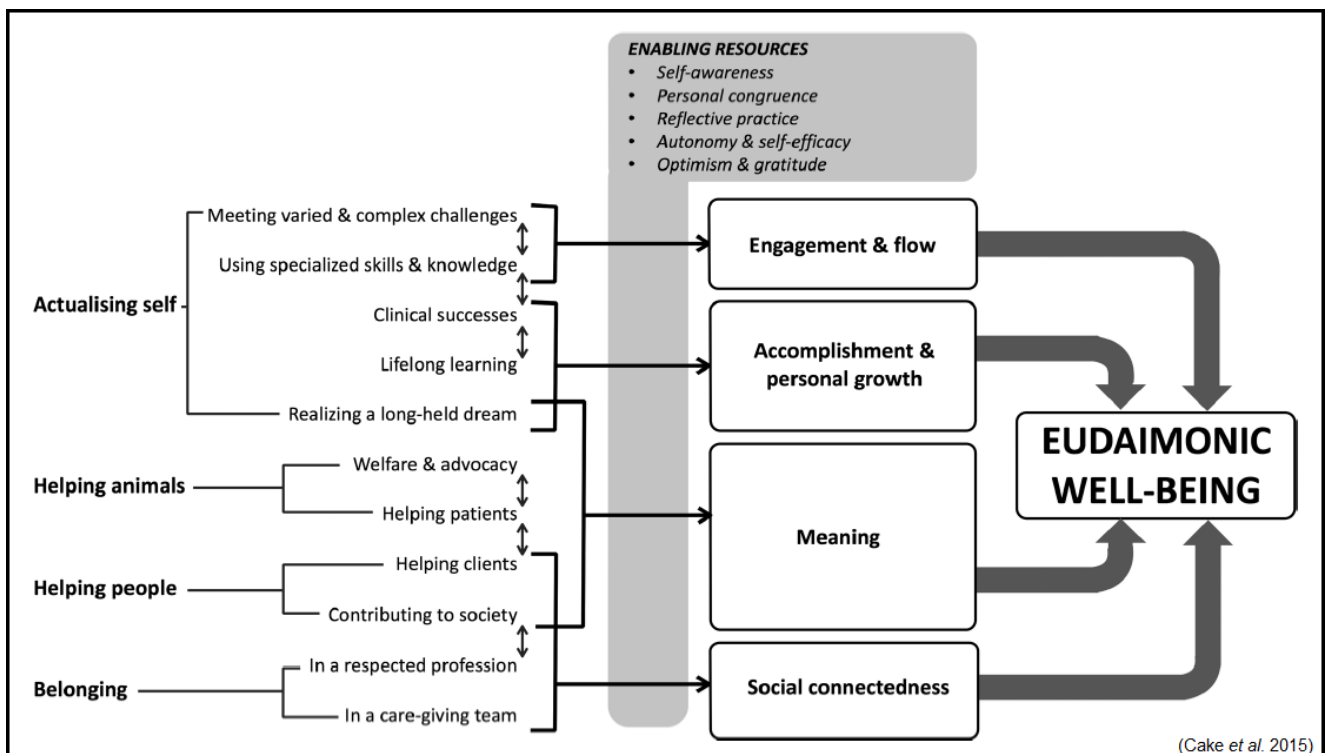 ENABLING RESOURCES
• Self-awareness
• Personal congruence
• Reflective practice
• Autonomy & self-efficacy
• Optimism & gratitude
Actualising self
Meeting varied & complex challenges
Using specialized skills & knowledge
Clinical successes
Lifelong learning
Realizing a long-held dream
Helping animals
Welfare & advocacy
Helping patients
Helping people
Helping clients
Contributing to society
Belonging
In a respected profession
In a care-giving team
Engagement & flow
Accomplishment &
personal growth
Meaning
Social connectedness
EUDAIMONIC
WELL-BEING
(Cake et al. 2015)